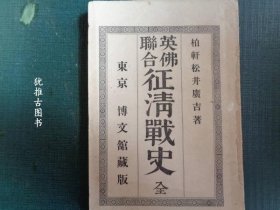 柏軒松井廣吉著
英佛
聯合
征清戰史
全
東京 博文館藏版
犹推古图书